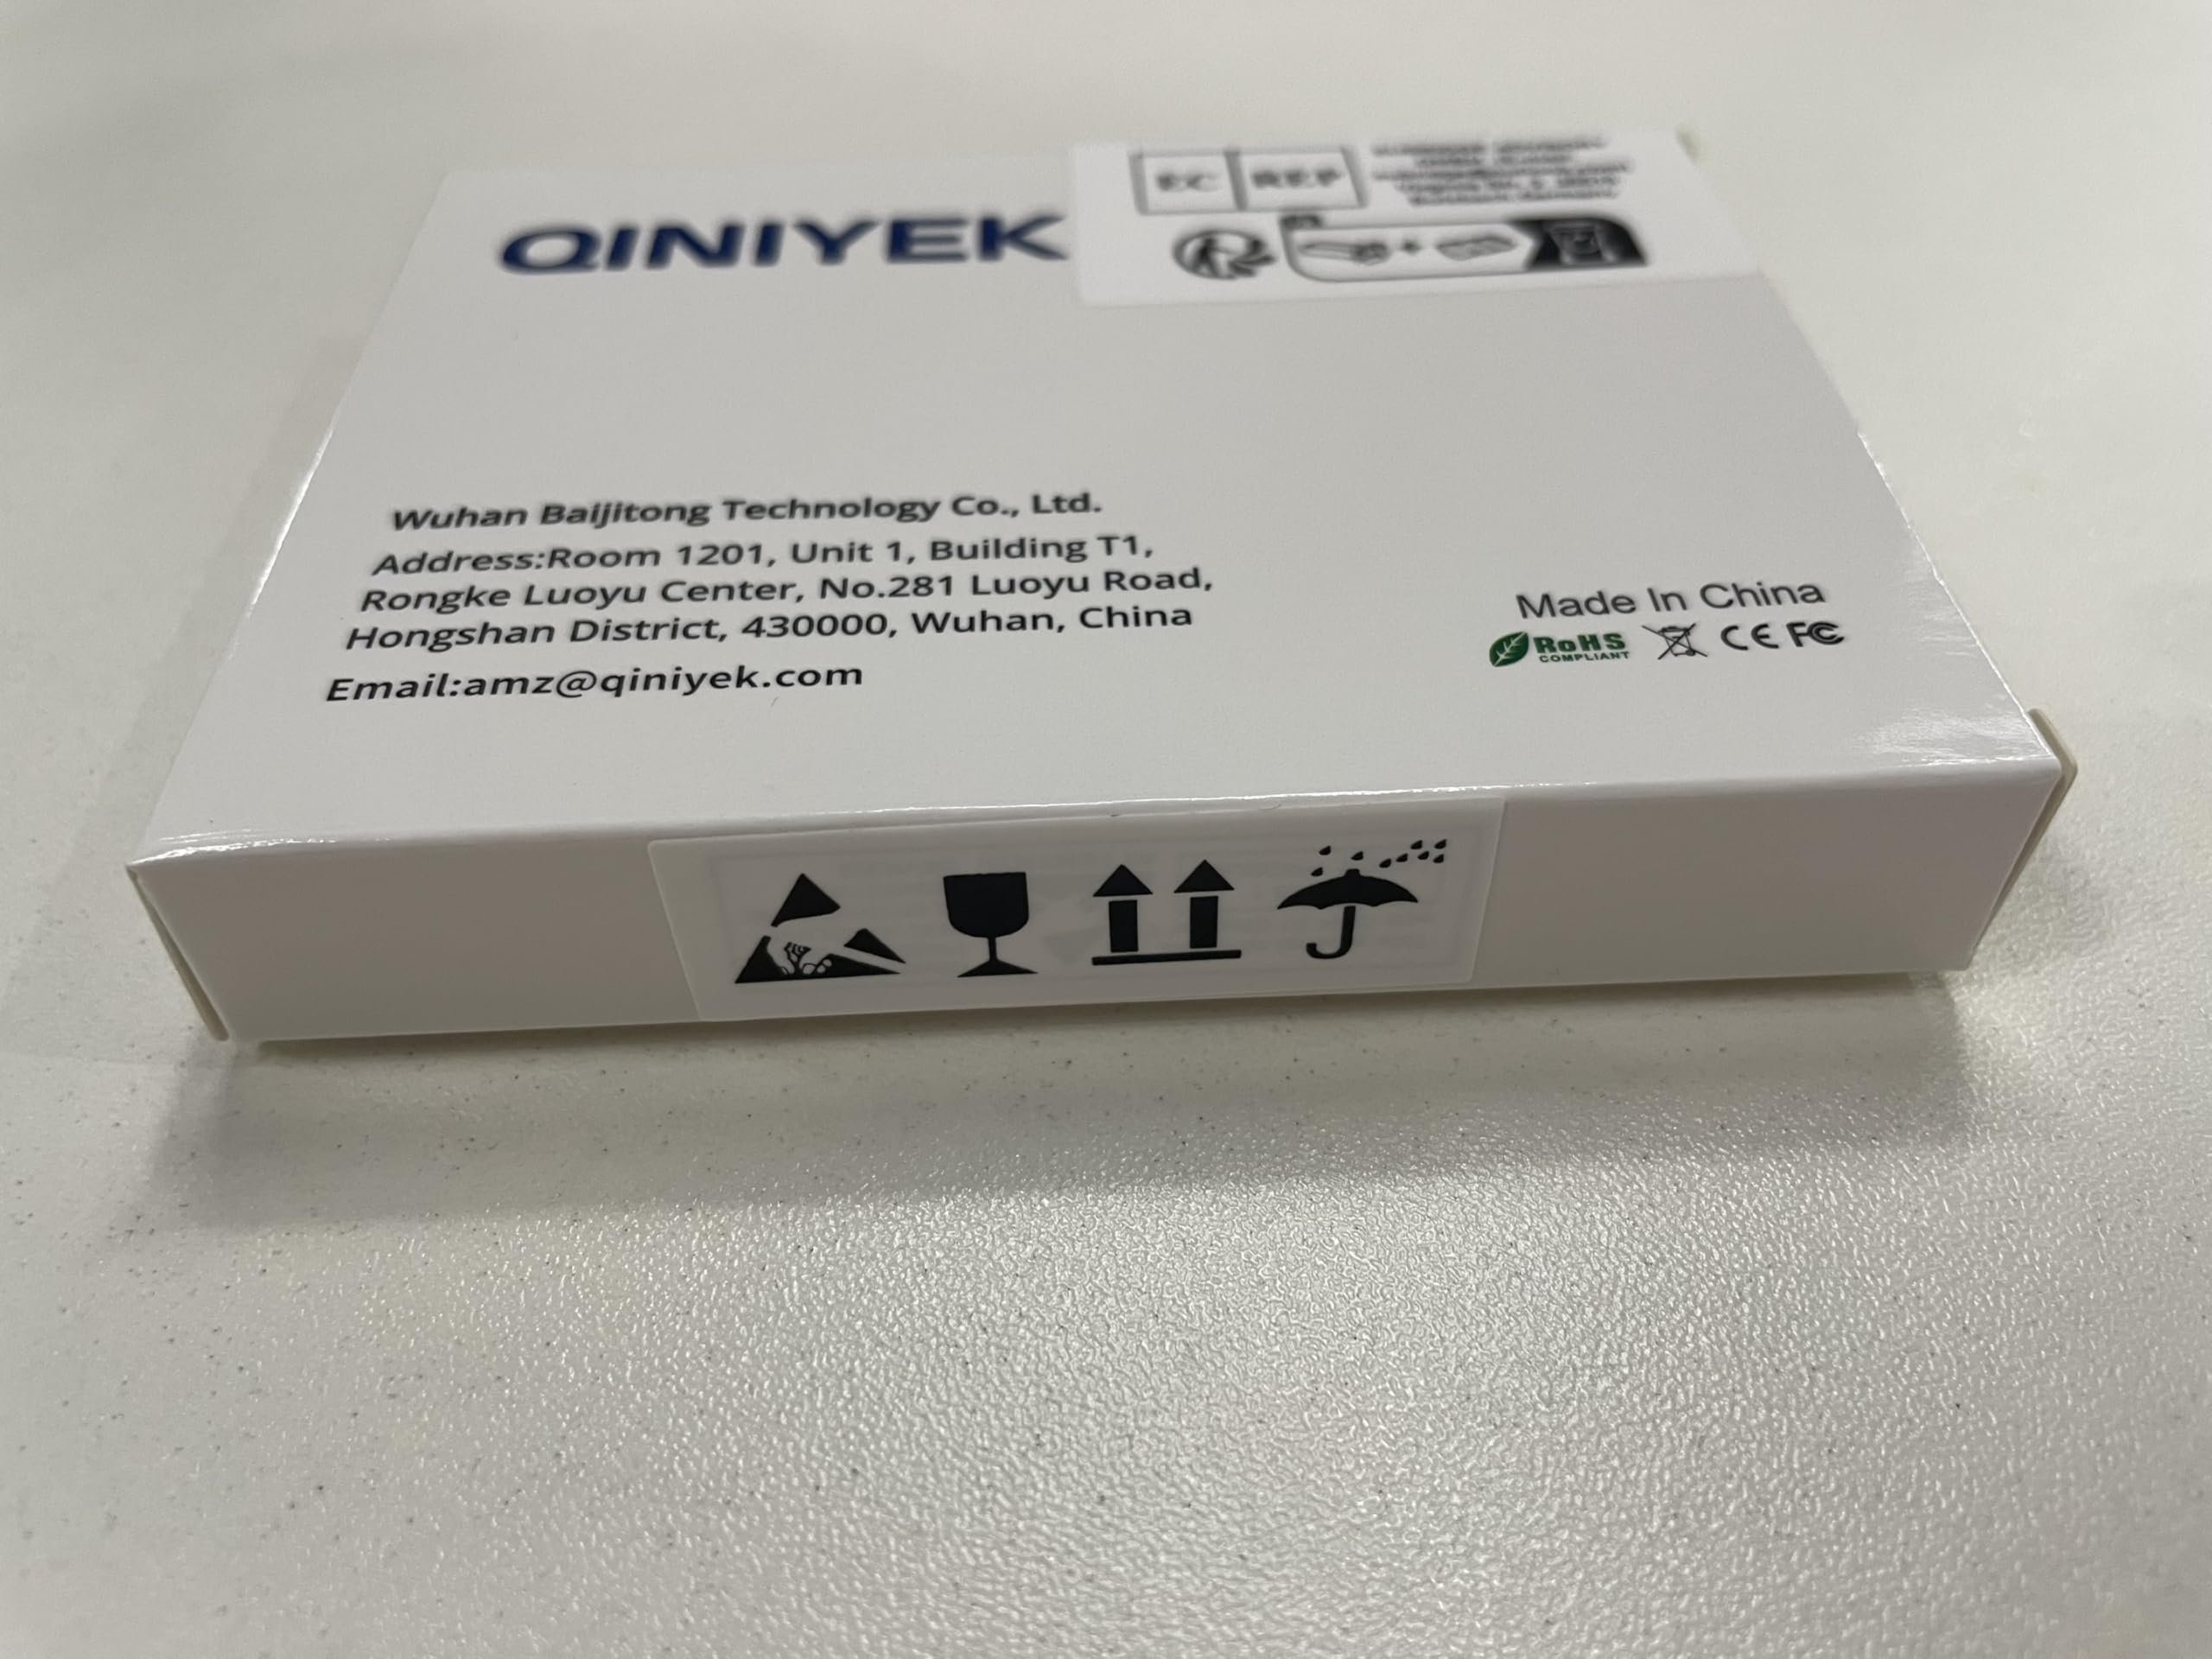 QINIYEK
EC REP
Wuhan Baijitong Technology Co., Ltd.
Address:Room 1201, Unit 1, Building T1,
Rongke Luoyu Center, No.281 Luoyu Road,
Hongshan District, 430000, Wuhan, China
Email:amz@qiniyek.com
Made In China
RoHS
COMPLIANT
CE FC